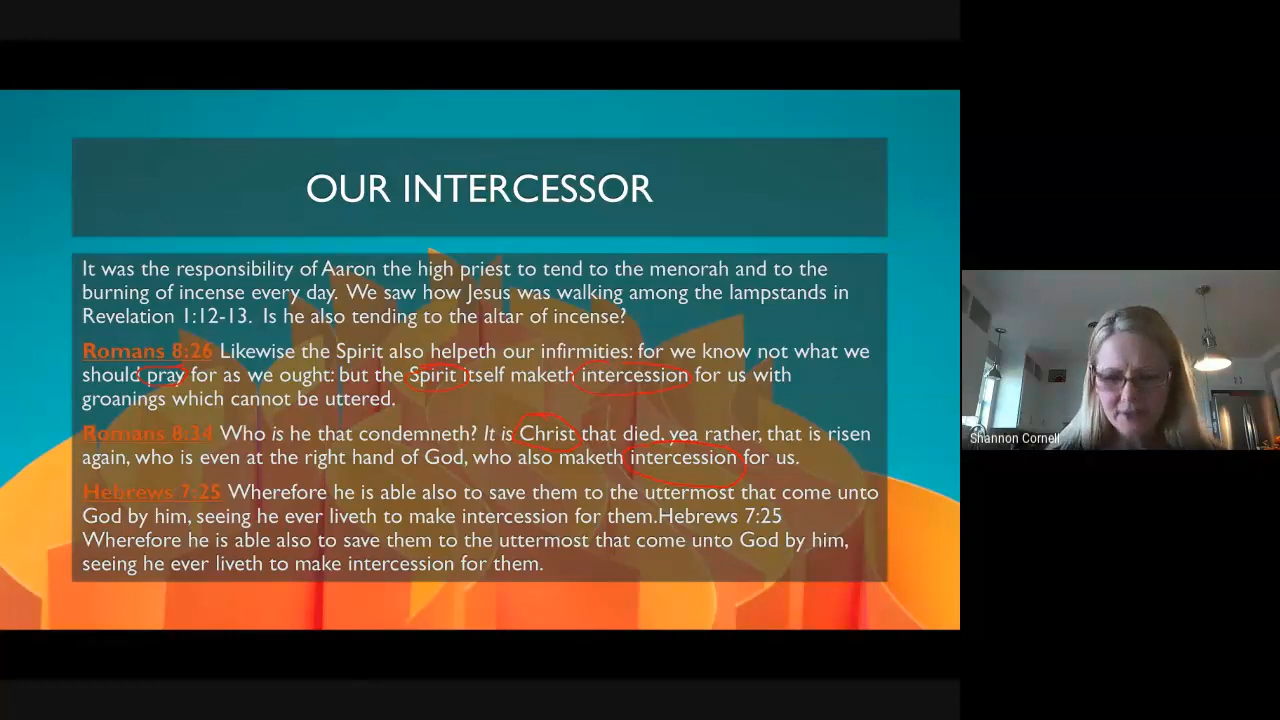 OUR INTERCESSOR
It was the responsibility of Aaron the high priest to tend to the menorah and to the
burning of incense every day. We saw how Jesus was walking among the lampstands in
Revelation 1:12-13. Is he also tending to the altar of incense?
Romans 8:26 Likewise the Spirit also helpeth our infirmities: for we know not what we
should pray for as we ought: but the Spirit itself maketh intercession for us with
groanings which cannot be uttered.
Romans 8:34 Who is he that condemneth? It is Christ that died, yea rather, that is risen
again, who is even at the right hand of God, who also maketh intercession for us.
Hebrews 7:25 Wherefore he is able also to save them to the uttermost that come unto
God by him, seeing he ever liveth to make intercession for them.Hebrews 7:25
Wherefore he is able also to save them to the uttermost that come unto God by him,
seeing he ever liveth to make intercession for them.
Shannon Cornell